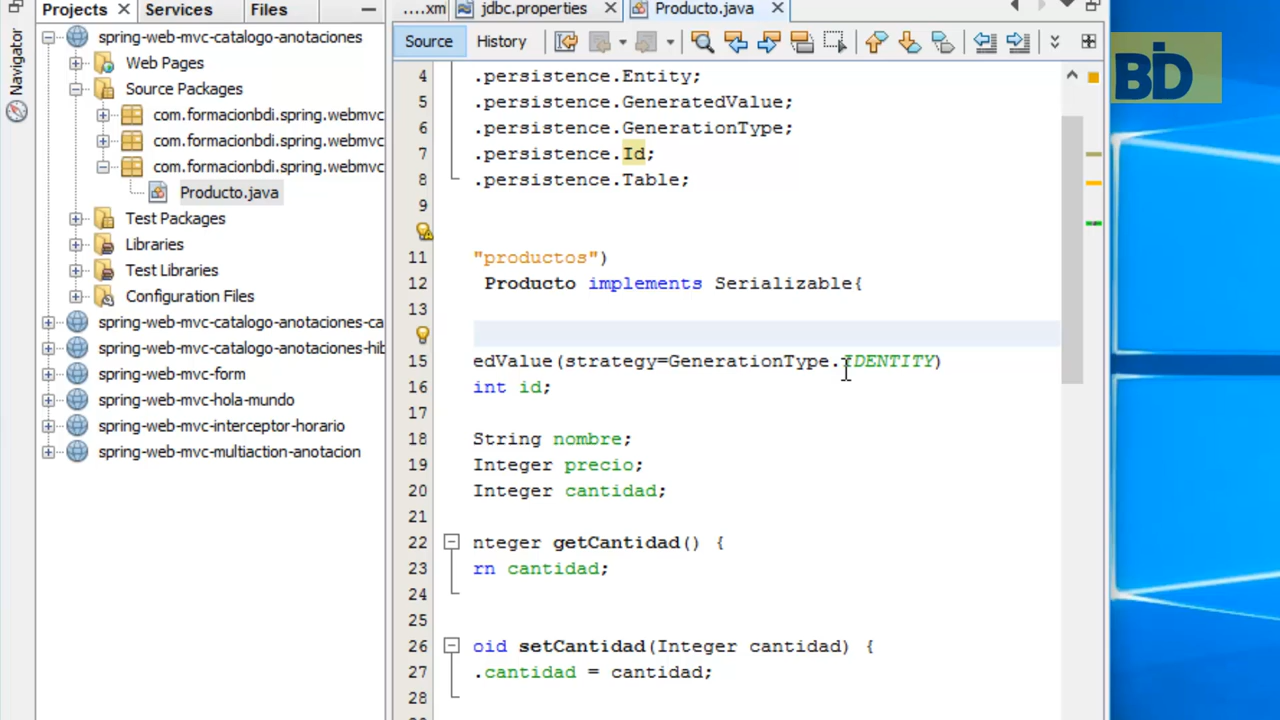 Projects
Services
Files
....xm
jdbc.properties
Producto.java
Navigator
Source
History
spring-web-mvc-catalogo-anotaciones
Web Pages
Source Packages
com.formacionbdi.spring.webmvc
com.formacionbdi.spring.webmvc
com.formacionbdi.spring.webmvc
Producto.java
Test Packages
Libraries
Test Libraries
Configuration Files
spring-web-mvc-catalogo-anotaciones-ca
spring-web-mvc-catalogo-anotaciones-hib
spring-web-mvc-form
spring-web-mvc-hola-mundo
spring-web-mvc-interceptor-horario
spring-web-mvc-multiaction-anotacion
4 .persistence.Entity;
5 .persistence.GeneratedValue;
6 .persistence.GenerationType;
7 .persistence.Id;
8 .persistence.Table;
9
11 "productos")
12 Producto implements Serializable{
13
15 edValue(strategy=GenerationType.IDENTITY)
16 int id;
17
18 String nombre;
19 Integer precio;
20 Integer cantidad;
21
22 nteger getCantidad() {
23 rn cantidad;
24
25
26 oid setCantidad(Integer cantidad) {
27 .cantidad = cantidad;
28
BDI